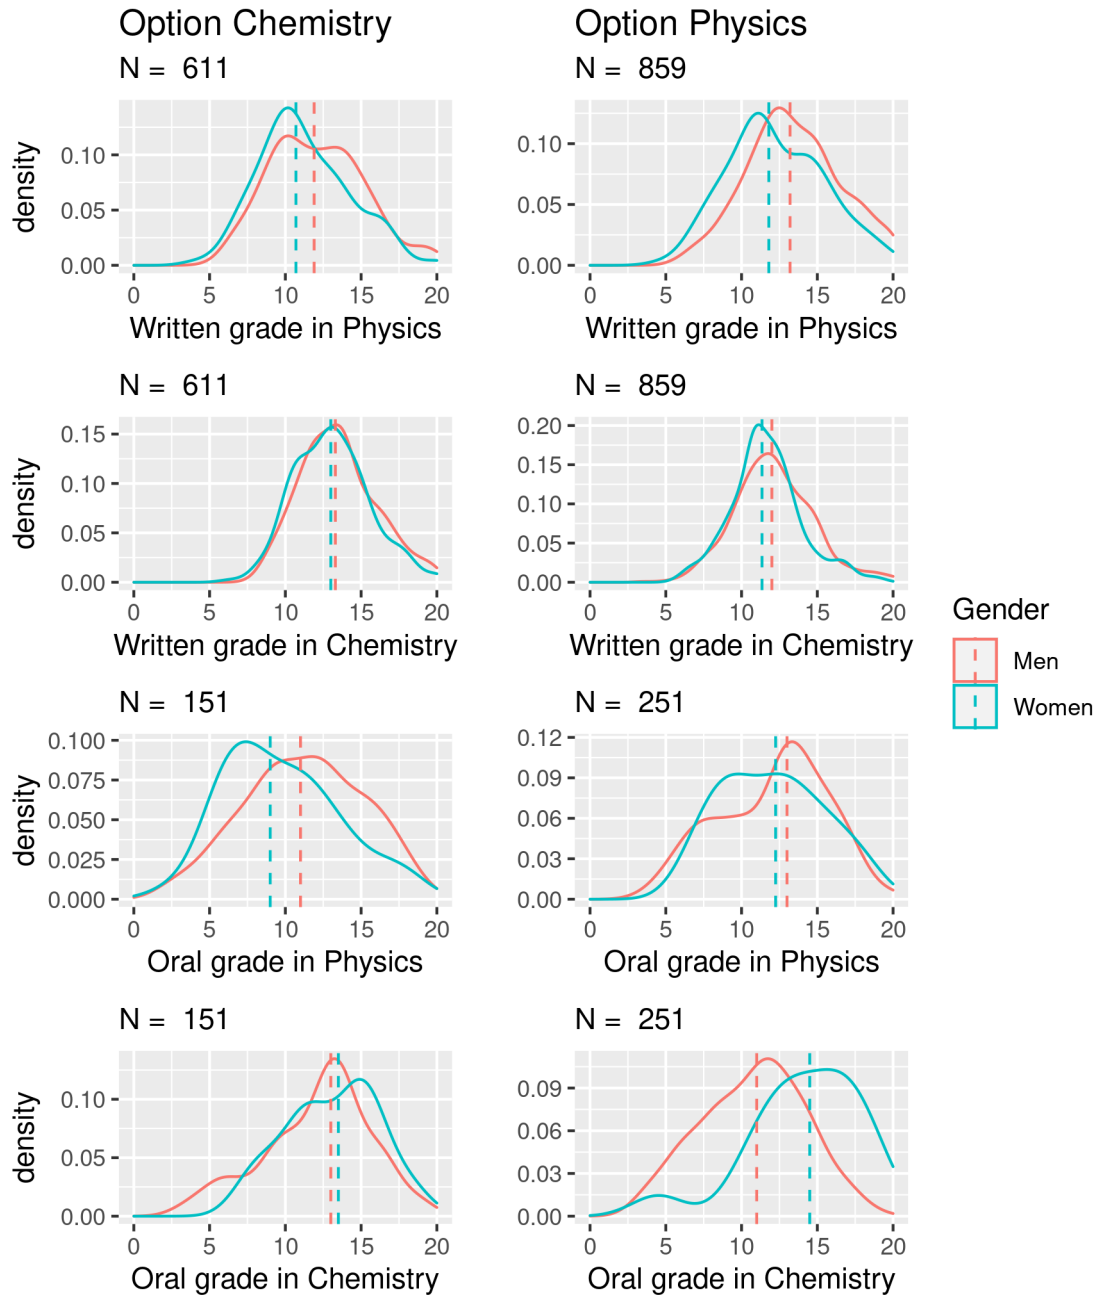 Option Chemistry
N = 611
density
0.10
0.05
0.00
0 5 10 15 20
Written grade in Physics
Option Physics
N = 859
0.10
0.05
0.00
0 5 10 15 20
Written grade in Physics
N = 611
density
0.15
0.10
0.05
0.00
0 5 10 15 20
Written grade in Chemistry
N = 859
0.20
0.15
0.10
0.05
0.00
0 5 10 15 20
Written grade in Chemistry
N = 151
density
0.100
0.075
0.050
0.025
0.000
0 5 10 15 20
Oral grade in Physics
N = 251
0.12
0.09
0.06
0.03
0.00
0 5 10 15 20
Oral grade in Physics
N = 151
density
0.10
0.05
0.00
0 5 10 15 20
Oral grade in Chemistry
N = 251
0.09
0.06
0.03
0.00
0 5 10 15 20
Oral grade in Chemistry
Gender
Men
Women